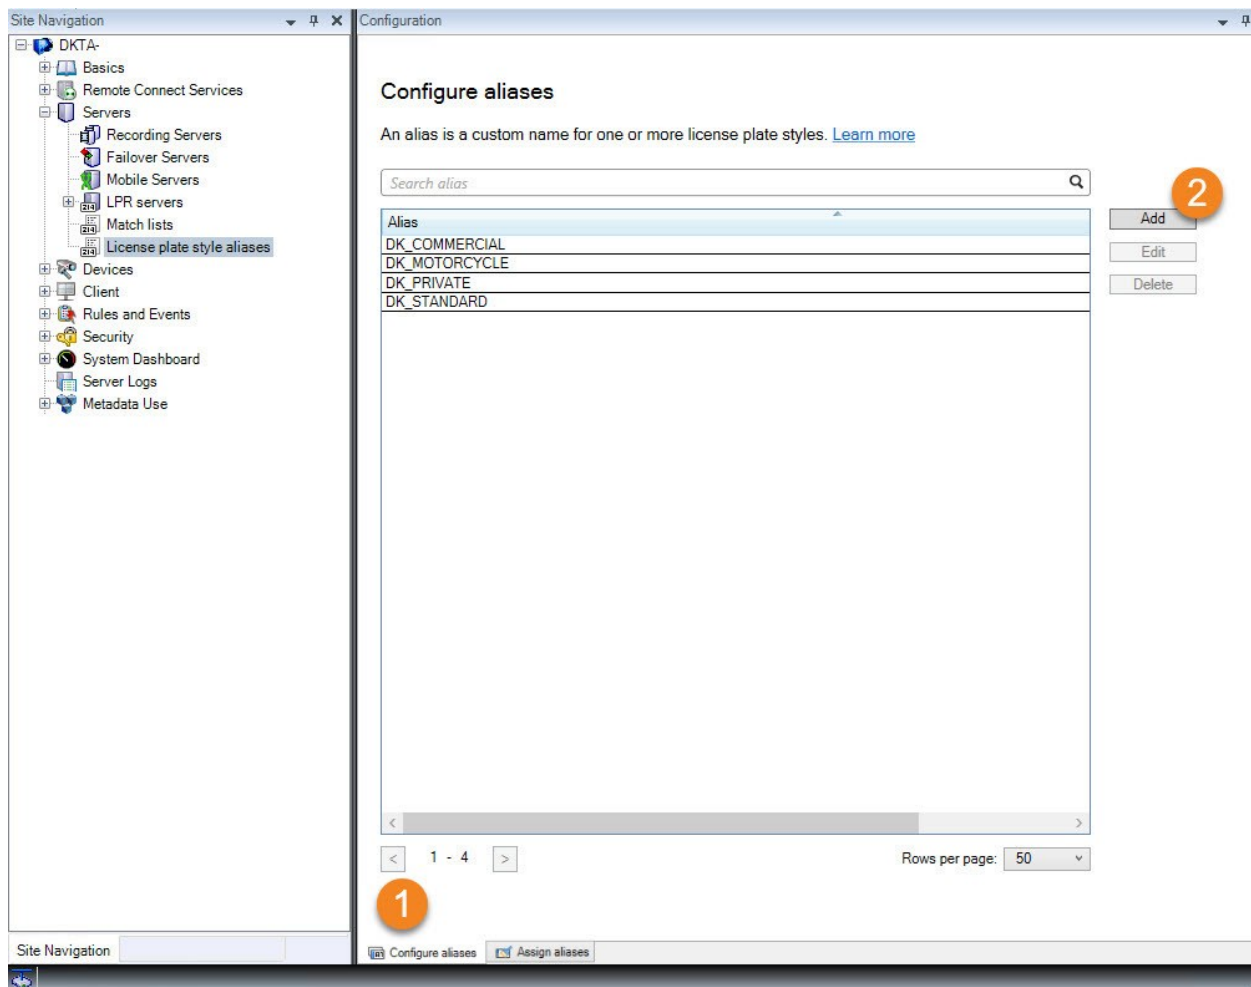 Site Navigation
DKTA-
Basics
Remote Connect Services
Servers
Recording Servers
Failover Servers
Mobile Servers
LPR servers
Match lists
License plate style aliases
Devices
Client
Rules and Events
Security
System Dashboard
Server Logs
Metadata Use
Site Navigation
Configuration
Configure aliases
An alias is a custom name for one or more license plate styles. Learn more
Search alias
2
Add
Edit
Delete
Alias
DK_COMMERCIAL
DK_MOTORCYCLE
DK_PRIVATE
DK_STANDARD
< 1 - 4 >
Rows per page: 50
1
Configure aliases
Assign aliases